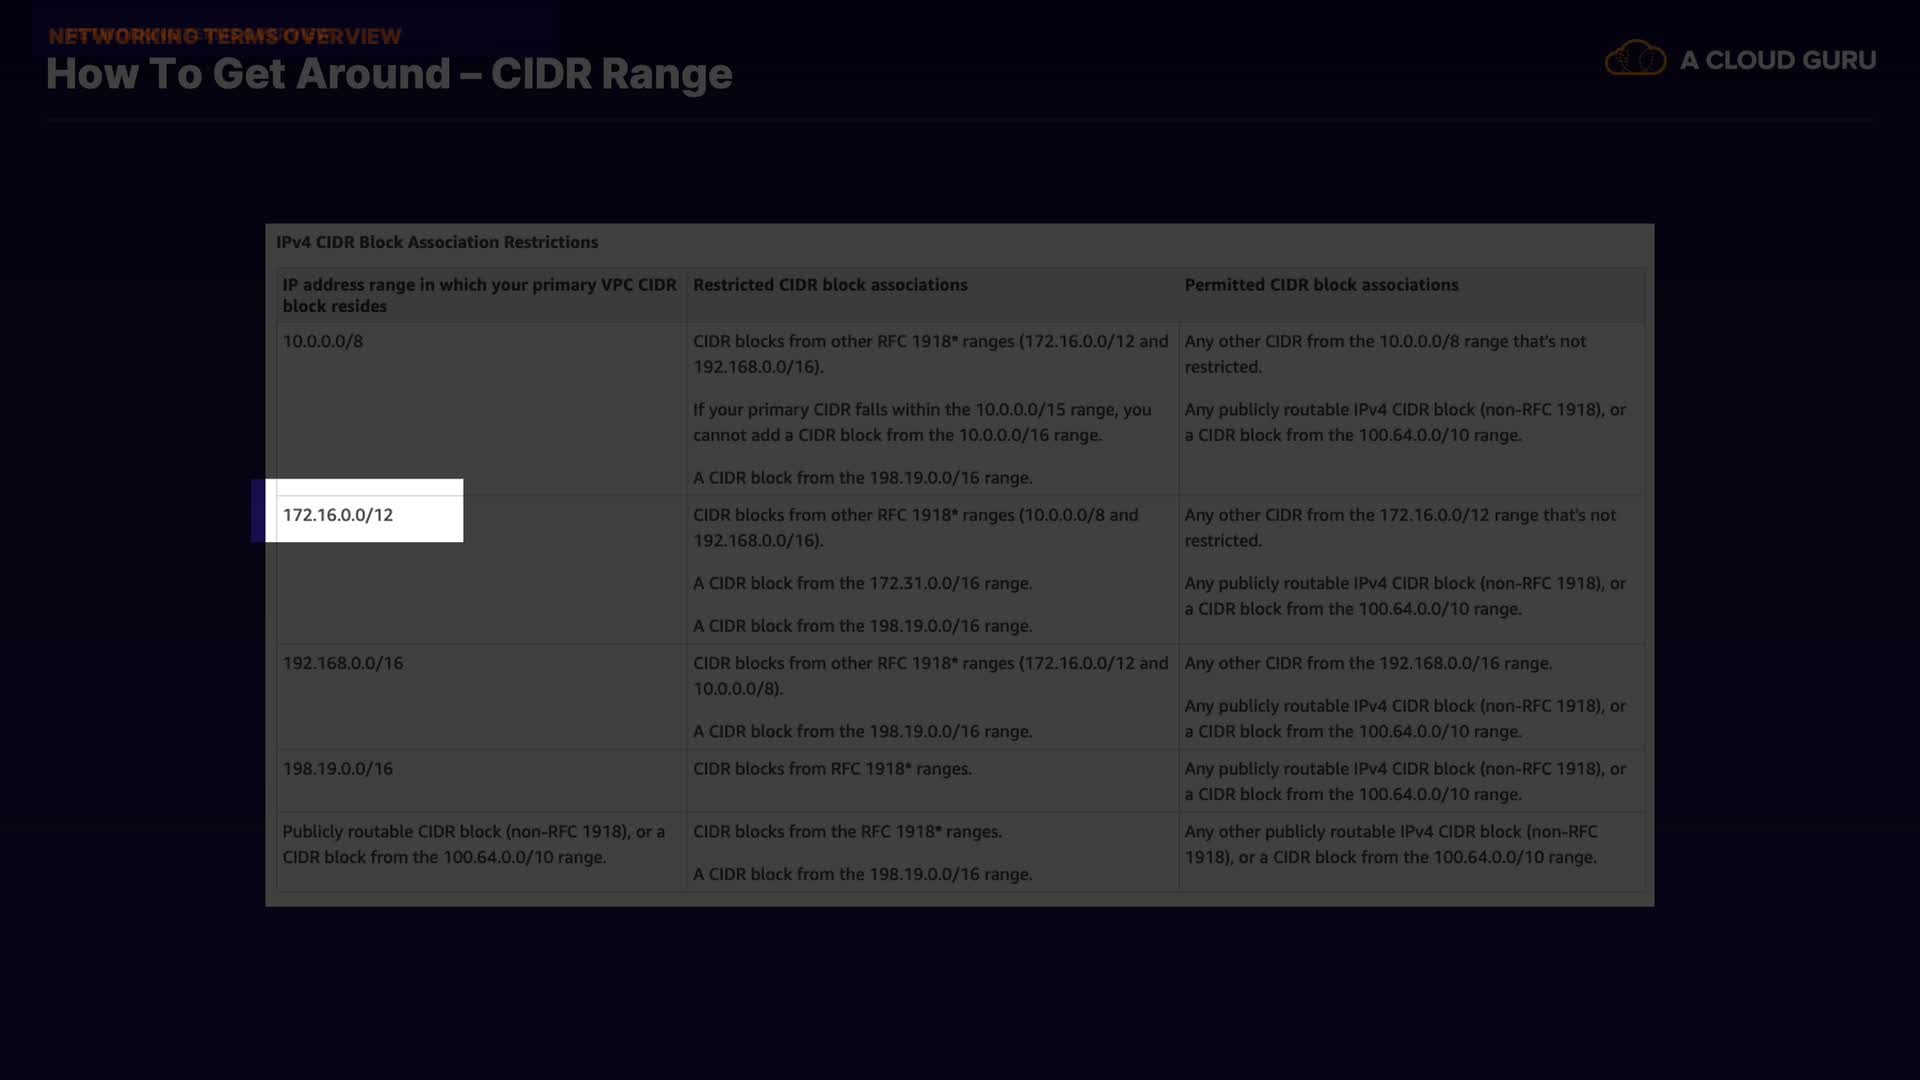 NETWORKING TERMS OVERVIEW
How To Get Around – CIDR Range
A CLOUD GURU
IPv4 CIDR Block Association Restrictions
IP address range in which your primary VPC CIDR
block resides
Restricted CIDR block associations
Permitted CIDR block associations
10.0.0.0/8
CIDR blocks from other RFC 1918* ranges (172.16.0.0/12 and
192.168.0.0/16).
If your primary CIDR falls within the 10.0.0.0/15 range, you
cannot add a CIDR block from the 10.0.0.0/16 range.
A CIDR block from the 198.19.0.0/16 range.
Any other CIDR from the 10.0.0.0/8 range that's not
restricted.
Any publicly routable IPv4 CIDR block (non-RFC 1918), or
a CIDR block from the 100.64.0.0/10 range.
172.16.0.0/12
CIDR blocks from other RFC 1918* ranges (10.0.0.0/8 and
192.168.0.0/16).
A CIDR block from the 172.31.0.0/16 range.
A CIDR block from the 198.19.0.0/16 range.
Any other CIDR from the 172.16.0.0/12 range that's not
restricted.
Any publicly routable IPv4 CIDR block (non-RFC 1918), or
a CIDR block from the 100.64.0.0/10 range.
192.168.0.0/16
CIDR blocks from other RFC 1918* ranges (172.16.0.0/12 and
10.0.0.0/8).
A CIDR block from the 198.19.0.0/16 range.
Any other CIDR from the 192.168.0.0/16 range.
Any publicly routable IPv4 CIDR block (non-RFC 1918), or
a CIDR block from the 100.64.0.0/10 range.
198.19.0.0/16
CIDR blocks from RFC 1918* ranges.
Any publicly routable IPv4 CIDR block (non-RFC 1918), or
a CIDR block from the 100.64.0.0/10 range.
Publicly routable CIDR block (non-RFC 1918), or a
CIDR block from the 100.64.0.0/10 range.
CIDR blocks from the RFC 1918* ranges.
A CIDR block from the 198.19.0.0/16 range.
Any other publicly routable IPv4 CIDR block (non-RFC
1918), or a CIDR block from the 100.64.0.0/10 range.